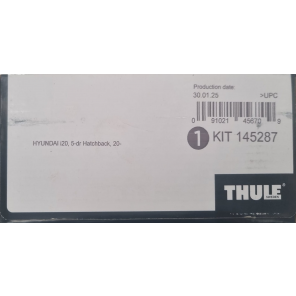 Production date:
30.01.25 >UPC
0 91021 45670 9
1 KIT 145287
HYUNDAI i20, 5-dr Hatchback, 20-
THULE
SWEDEN